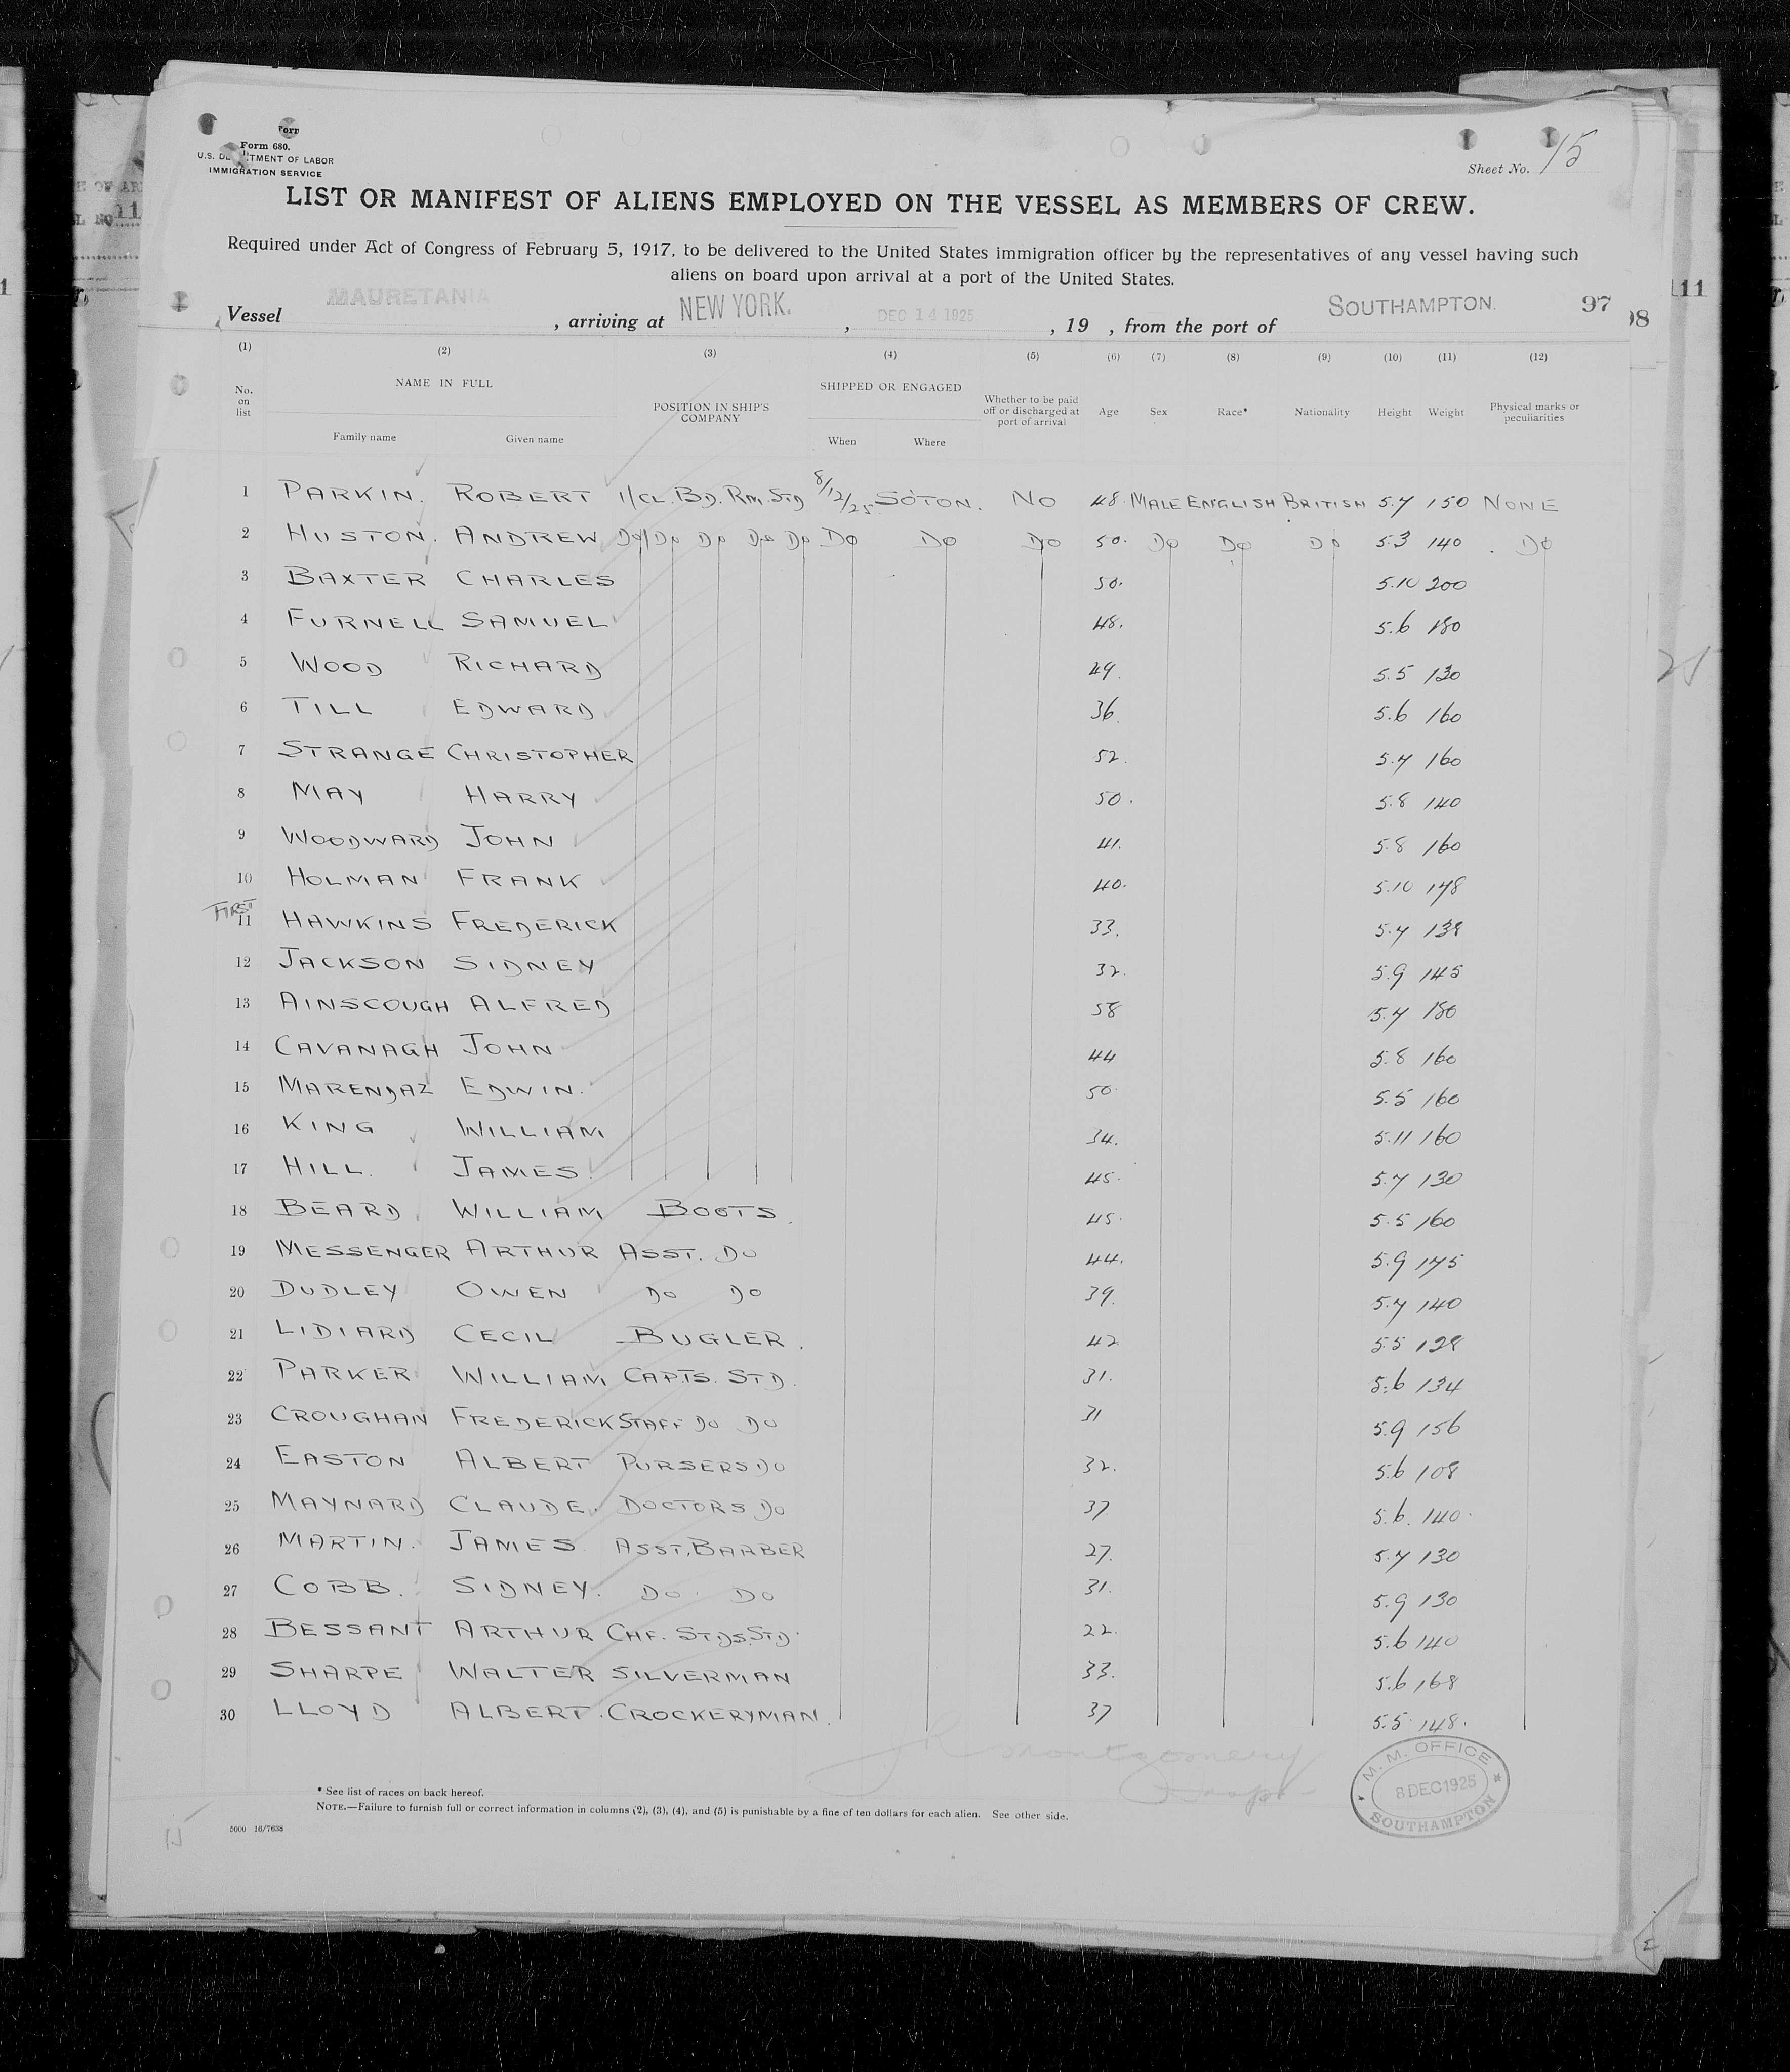 Form 680.
U.S. DEPARTMENT OF LABOR
IMMIGRATION SERVICE
Sheet No. 15
LIST OR MANIFEST OF ALIENS EMPLOYED ON THE VESSEL AS MEMBERS OF CREW.
Required under Act of Congress of February 5, 1917, to be delivered to the United States immigration officer by the representatives of any vessel having such
aliens on board upon arrival at a port of the United States.
Vessel MAURETANIA, arriving at NEW YORK., DEC 14 1925, 19 , from the port of SOUTHAMPTON. 97
(1) (2) (3) (4) (5) (6) (7) (8) (9) (10) (11) (12)
No. on list NAME IN FULL Family name Given name POSITION IN SHIP'S COMPANY SHIPPED OR ENGAGED When Where Whether to be paid off or discharged at port of arrival Age Sex Race* Nationality Height Weight Physical marks or peculiarities
1 PARKIN. ROBERT 1/CL. BD. RM. STD 8/12/25 SOTON. NO 48. MALE ENGLISH BRITISH 5.7 150 NONE
2 HUSTON. ANDREW DO DO DO DO DO DO DO DO 50. DO DO DO 5.3 140 DO
3 BAXTER CHARLES 50. 5.10 200
4 FURNELL SAMUEL 48. 5.6 180
5 WOOD RICHARD 49. 5.5 130
6 TILL EDWARD 36. 5.6 160
7 STRANGE CHRISTOPHER 52. 5.7 160
8 MAY HARRY 50. 5.8 140
9 WOODWARD JOHN 41. 5.8 160
10 HOLMAN FRANK 40. 5.10 148
FIRST
11 HAWKINS FREDERICK 33. 5.7 138
12 JACKSON SIDNEY 32. 5.9 145
13 AINSCOUGH ALFRED 58 5.7 180
14 CAVANAGH JOHN 44 5.8 160
15 MARENDAZ EDWIN. 50. 5.5 160
16 KING WILLIAM 34. 5.11 160
17 HILL. JAMES. 45. 5.7 130
18 BEARD. WILLIAM BOOTS. 45. 5.5 160
19 MESSENGER ARTHUR ASST. DO 44. 5.9 175
20 DUDLEY OWEN DO DO 39. 5.7 140
21 LIDIARD CECIL BUGLER. 42 5.5 128
22 PARKER WILLIAM CAPTS. STD. 31. 5.6 134
23 CROUGHAN FREDERICK STAFF DO DO 31 5.9 156
24 EASTON ALBERT PURSERS DO 32. 5.6 108
25 MAYNARD CLAUDE. DOCTORS DO 37 5.6. 140.
26 MARTIN. JAMES ASST. BARBER 27. 5.7 130
27 COBB. SIDNEY. DO DO 31. 5.9 130
28 BESSANT ARTHUR CHF. STDS. STD. 22. 5.6 140
29 SHARPE WALTER SILVERMAN 33. 5.6 168
30 LLOYD ALBERT. CROCKERYMAN. 37 5.5 148.
Montgomery
M. M. OFFICE
8 DEC 1925
SOUTHAMPTON
* See list of races on back hereof.
NOTE.—Failure to furnish full or correct information in columns (2), (3), (4), and (5) is punishable by a fine of ten dollars for each alien. See other side.
5000 16/7638